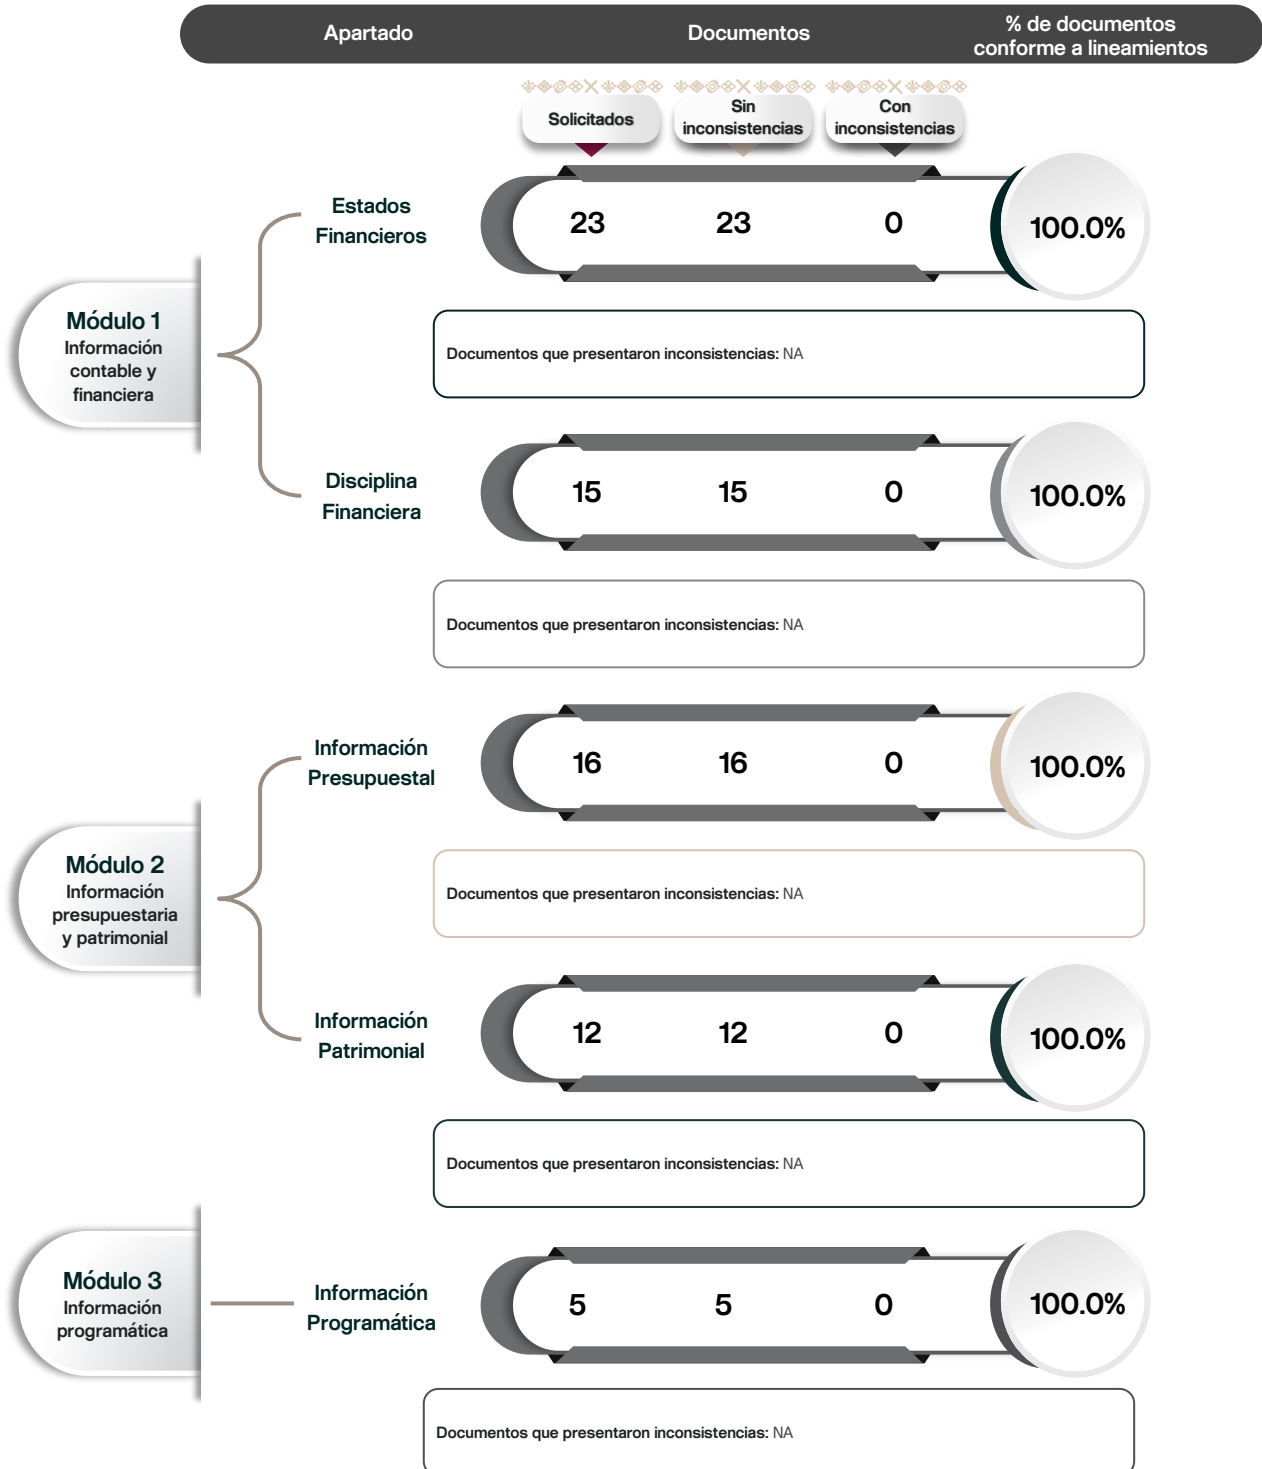 Apartado
Documentos
% de documentos
conforme a lineamientos
Solicitados
Sin
inconsistencias
Con
inconsistencias
Módulo 1
Información
contable y
financiera
Estados
Financieros
23
23
0
100.0%
Documentos que presentaron inconsistencias: NA
Disciplina
Financiera
15
15
0
100.0%
Documentos que presentaron inconsistencias: NA
Módulo 2
Información
presupuestaria
y patrimonial
Información
Presupuestal
16
16
0
100.0%
Documentos que presentaron inconsistencias: NA
Información
Patrimonial
12
12
0
100.0%
Documentos que presentaron inconsistencias: NA
Módulo 3
Información
programática
Información
Programática
5
5
0
100.0%
Documentos que presentaron inconsistencias: NA